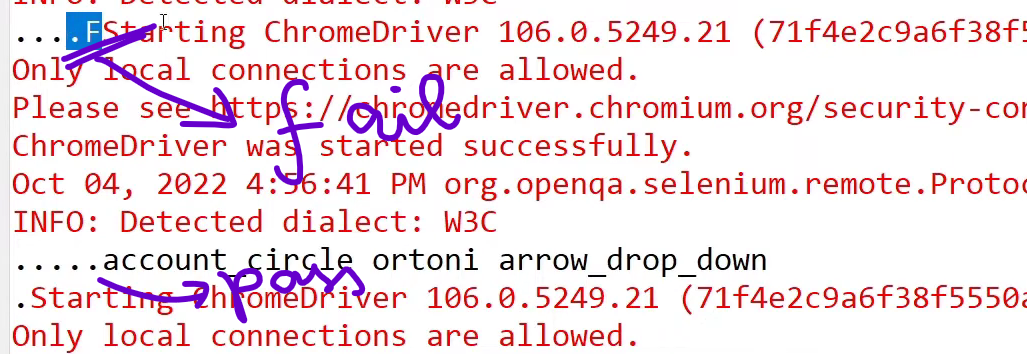 INFO: Detected dialect: W3C
....FStarting ChromeDriver 106.0.5249.21 (71f4e2c9a6f38f5
Only local connections are allowed.
fail
Please see https://chromedriver.chromium.org/security-con
ChromeDriver was started successfully.
Oct 04, 2022 4:56:41 PM org.openqa.selenium.remote.Protoc
INFO: Detected dialect: W3C
.....account_circle ortoni arrow_drop_down
pass
.Starting ChromeDriver 106.0.5249.21 (71f4e2c9a6f38f5550a
Only local connections are allowed.